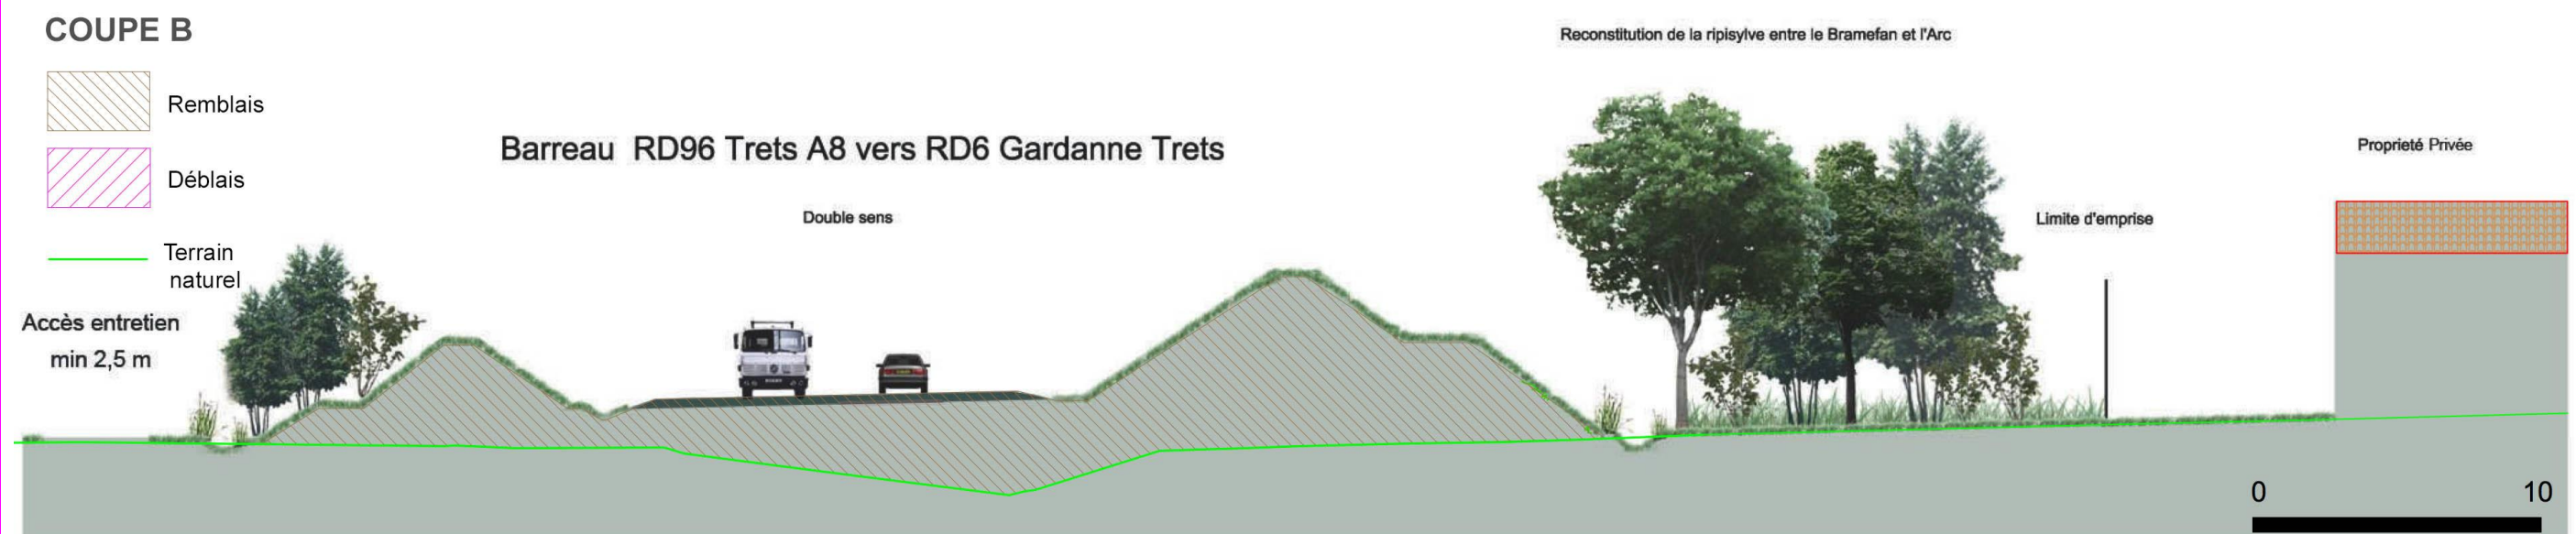 COUPE B
Remblais
Déblais
Terrain
naturel
Accès entretien
min 2,5 m
Barreau RD96 Trets A8 vers RD6 Gardanne Trets
Double sens
Reconstitution de la ripisylve entre le Bramefan et l'Arc
Limite d'emprise
Proprieté Privée
0 10